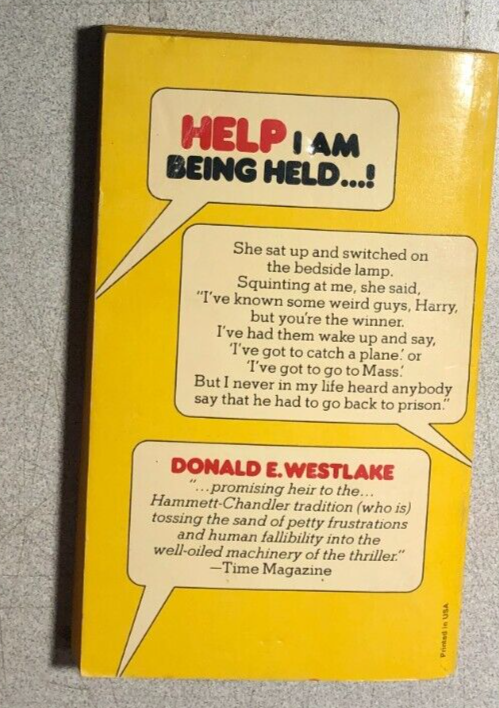 HELP I AM
BEING HELD...!
She sat up and switched on
the bedside lamp.
Squinting at me, she said,
"I've known some weird guys, Harry,
but you're the winner.
I've had them wake up and say,
'I've got to catch a plane.' or
'I've got to go to Mass.'
But I never in my life heard anybody
say that he had to go back to prison."
DONALD E. WESTLAKE
"...promising heir to the...
Hammett-Chandler tradition (who is)
tossing the sand of petty frustrations
and human fallibility into the
well-oiled machinery of the thriller."
—Time Magazine
Printed in USA